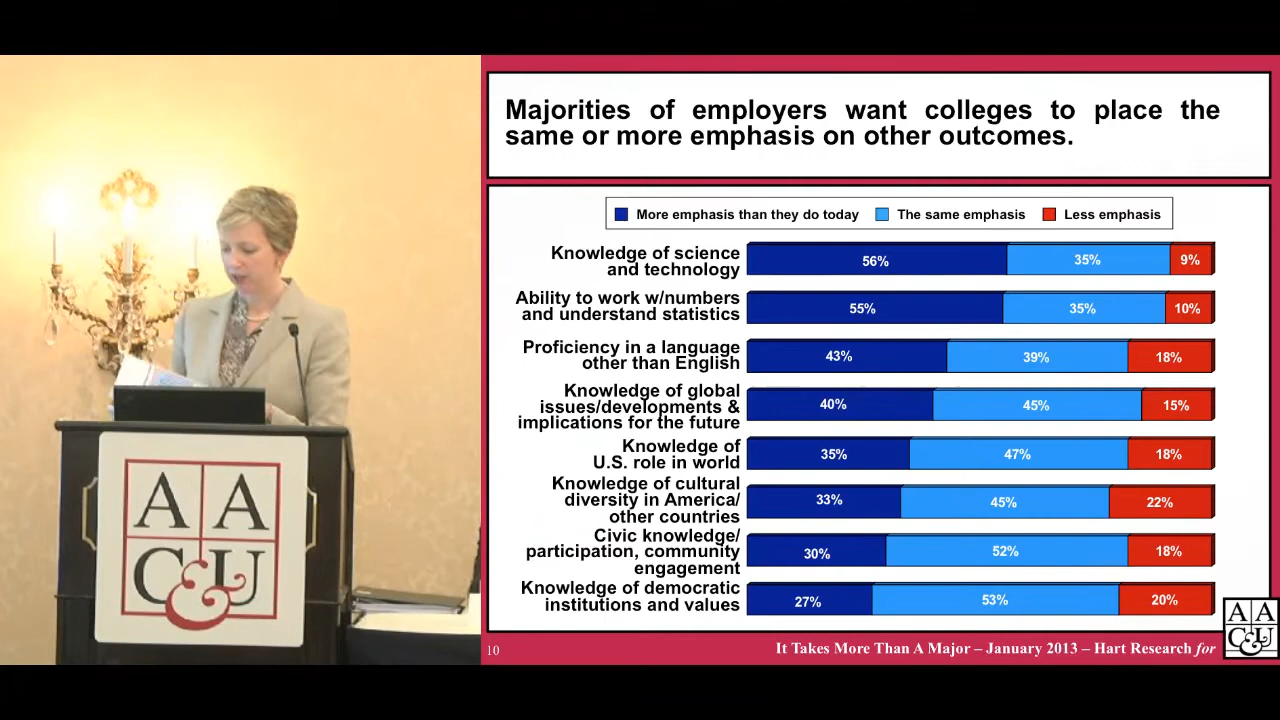 AA
C&U
Majorities of employers want colleges to place the
same or more emphasis on other outcomes.
More emphasis than they do today
The same emphasis
Less emphasis
Knowledge of science
and technology
56%
35%
9%
Ability to work w/numbers
and understand statistics
55%
35%
10%
Proficiency in a language
other than English
43%
39%
18%
Knowledge of global
issues/developments &
implications for the future
40%
45%
15%
Knowledge of
U.S. role in world
35%
47%
18%
Knowledge of cultural
diversity in America/
other countries
33%
45%
22%
Civic knowledge/
participation, community
engagement
30%
52%
18%
Knowledge of democratic
institutions and values
27%
53%
20%
10
It Takes More Than A Major – January 2013 – Hart Research for
AA
C&U